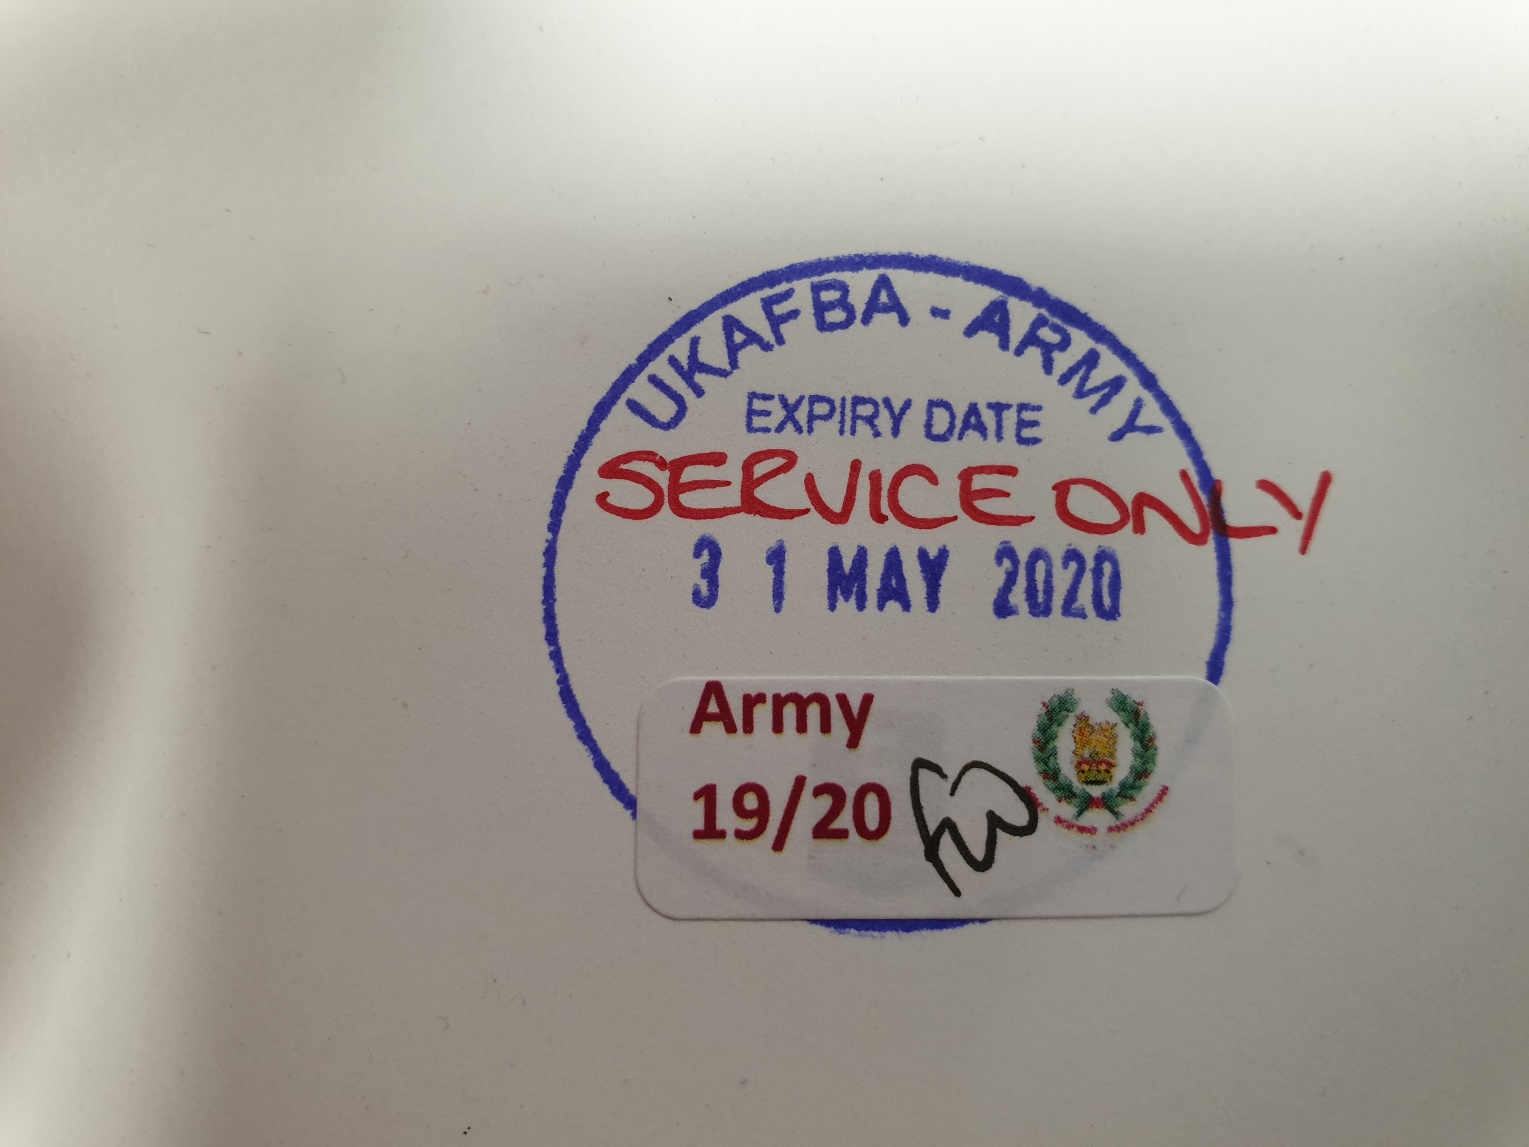 UKAFBA - ARMY
EXPIRY DATE
SERVICE ONLY
31 MAY 2020
Army
19/20